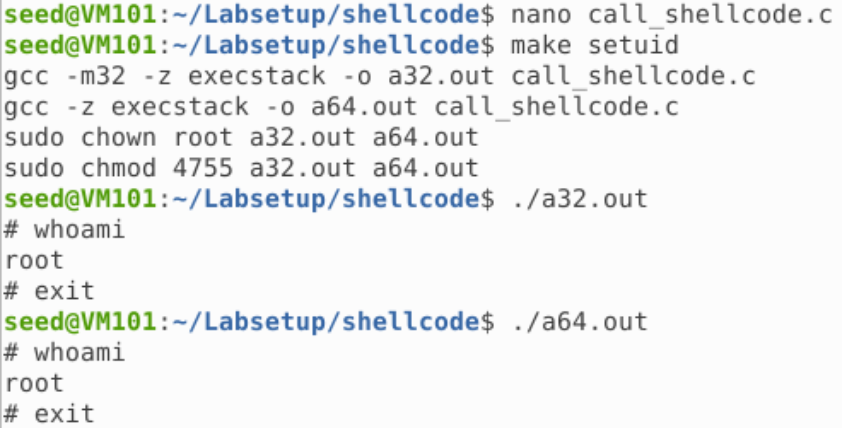 seed@VM101:~/Labsetup/shellcode$ nano call_shellcode.c
seed@VM101:~/Labsetup/shellcode$ make setuid
gcc -m32 -z execstack -o a32.out call_shellcode.c
gcc -z execstack -o a64.out call_shellcode.c
sudo chown root a32.out a64.out
sudo chmod 4755 a32.out a64.out
seed@VM101:~/Labsetup/shellcode$ ./a32.out
# whoami
root
# exit
seed@VM101:~/Labsetup/shellcode$ ./a64.out
# whoami
root
# exit